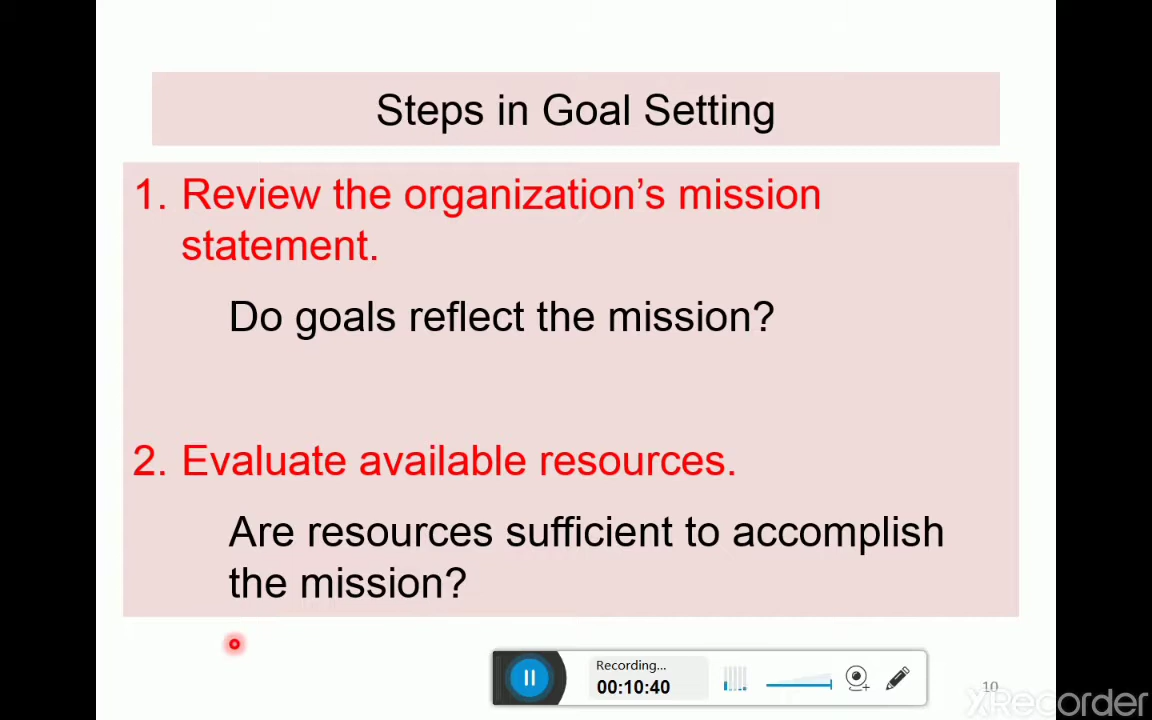 Steps in Goal Setting
1. Review the organization’s mission
statement.
Do goals reflect the mission?
2. Evaluate available resources.
Are resources sufficient to accomplish
the mission?
Recording...
00:10:40
10
XRecorder